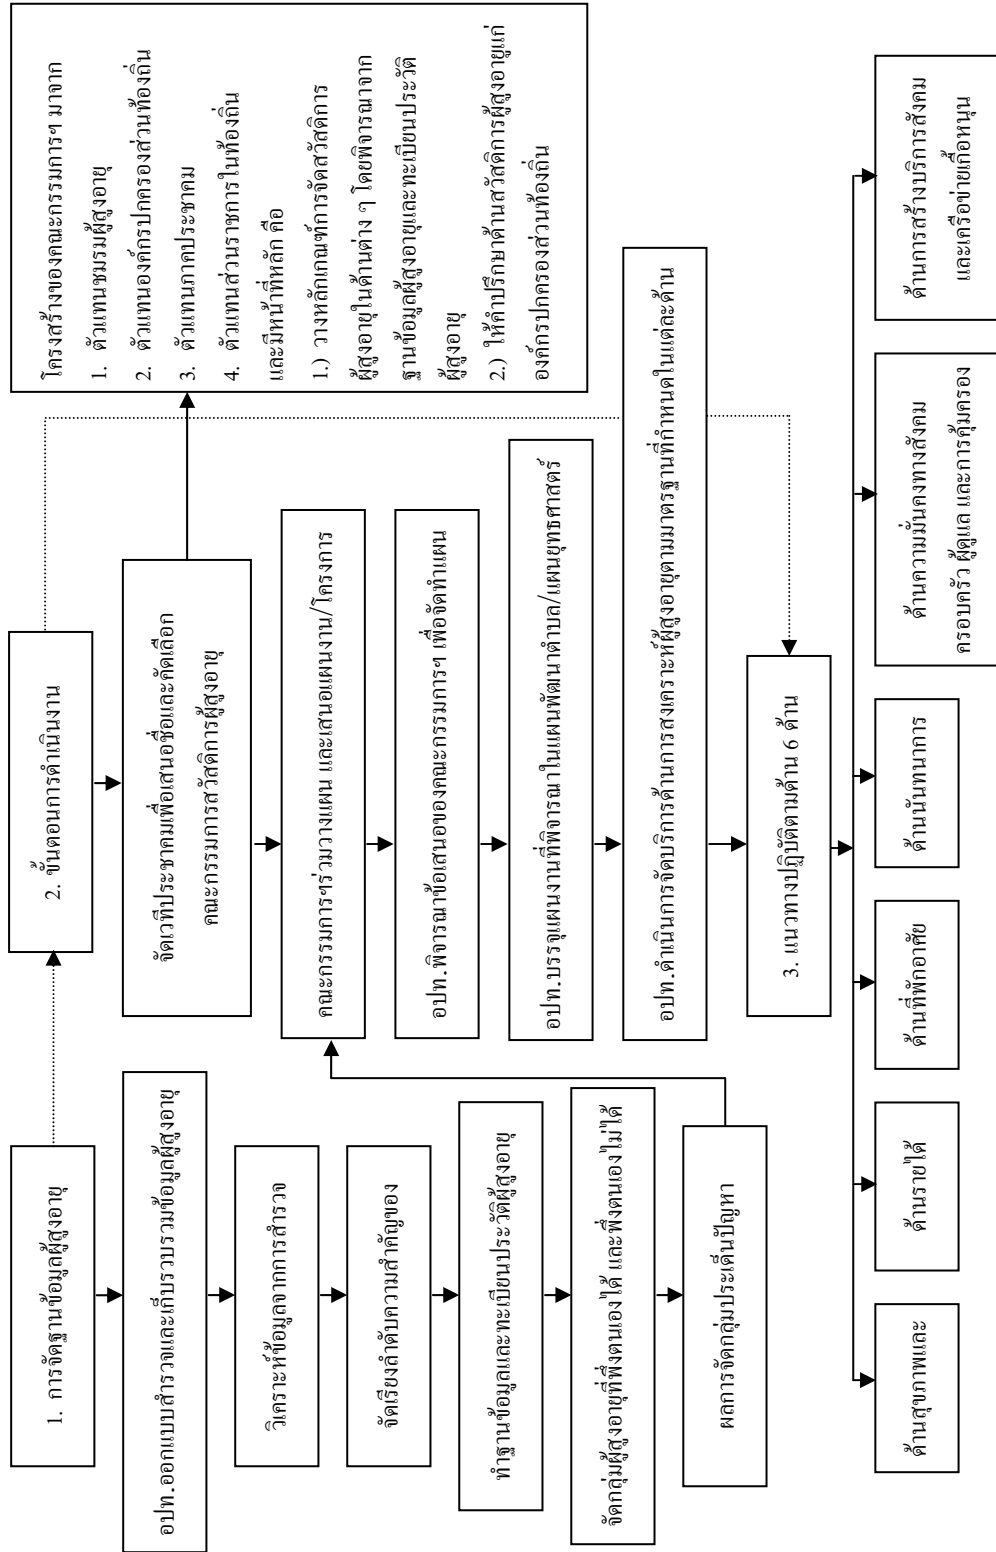 1. การจัดฐานข้อมูลผู้สูงอายุ
อปท.ออกแบบสำรวจและเก็บรวบรวมข้อมูลผู้สูงอายุ
วิเคราะห์ข้อมูลจากการสำรวจ
จัดเรียงลำดับความสำคัญของ
ทำฐานข้อมูลและทะเบียนประวัติผู้สูงอายุ
จัดกลุ่มผู้สูงอายุที่พึ่งตนเองได้ และพึ่งตนเองไม่ได้
ผลการจัดกลุ่มประเด็นปัญหา
2. ขั้นตอนการดำเนินงาน
จัดเวทีประชาคมเพื่อเสนอชื่อและคัดเลือก
คณะกรรมการสวัสดิการผู้สูงอายุ
คณะกรรมการฯร่วมวางแผน และเสนอแผนงาน/โครงการ
อปท.พิจารณาข้อเสนอของคณะกรรมการฯ เพื่อจัดทำแผน
อปท.บรรจุแผนงานที่พิจารณาในแผนพัฒนาตำบล/แผนยุทธศาสตร์
อปท.ดำเนินการจัดบริการด้านการสงเคราะห์ผู้สูงอายุตามมาตรฐานที่กำหนดในแต่ละด้าน
โครงสร้างของคณะกรรมการฯ มาจาก
1. ตัวแทนชมรมผู้สูงอายุ
2. ตัวแทนองค์กรปกครองส่วนท้องถิ่น
3. ตัวแทนภาคประชาคม
4. ตัวแทนส่วนราชการในท้องถิ่น
และมีหน้าที่หลัก คือ
1.) วางหลักเกณฑ์การจัดสวัสดิการ
ผู้สูงอายุในด้านต่าง ๆ โดยพิจารณาจาก
ฐานข้อมูลผู้สูงอายุและทะเบียนประวัติ
ผู้สูงอายุ
2.) ให้คำปรึกษาด้านสวัสดิการผู้สูงอายุแก่
องค์กรปกครองส่วนท้องถิ่น
3. แนวทางปฏิบัติตามด้าน 6 ด้าน
ด้านสุขภาพและ
ด้านรายได้
ด้านที่พักอาศัย
ด้านนันทนาการ
ด้านความมั่นคงทางสังคม
ครอบครัว ผู้ดูแล และการคุ้มครอง
ด้านการสร้างบริการสังคม
และเครือข่ายเกื้อหนุน